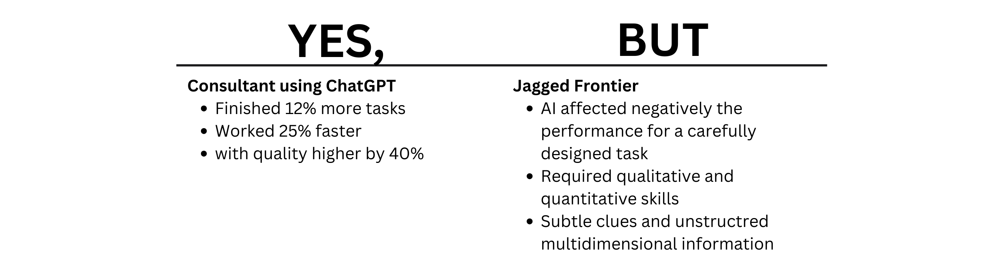 YES,
BUT
Consultant using ChatGPT
• Finished 12% more tasks
• Worked 25% faster
• with quality higher by 40%
Jagged Frontier
• AI affected negatively the
performance for a carefully
designed task
• Required qualitative and
quantitative skills
• Subtle clues and unstructred
multidimensional information